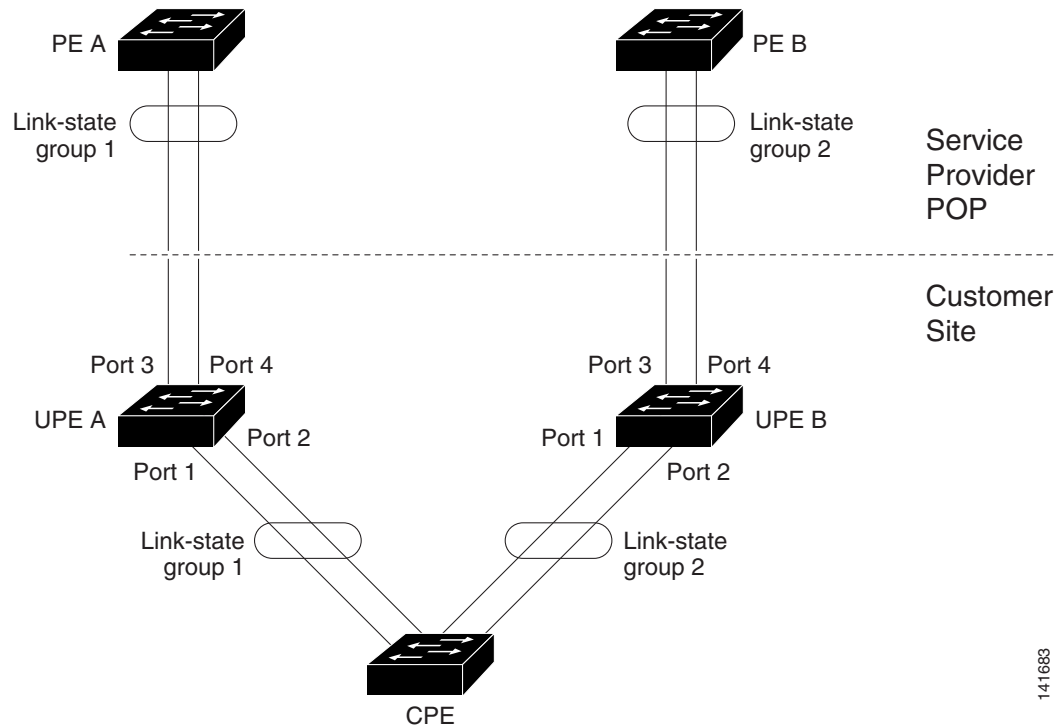 PE A
PE B
Link-state
group 1
Link-state
group 2
Service
Provider
POP
Customer
Site
Port 3
Port 4
Port 3
Port 4
UPE A
UPE B
Port 2
Port 1
Port 1
Port 2
Link-state
group 1
Link-state
group 2
CPE
141683